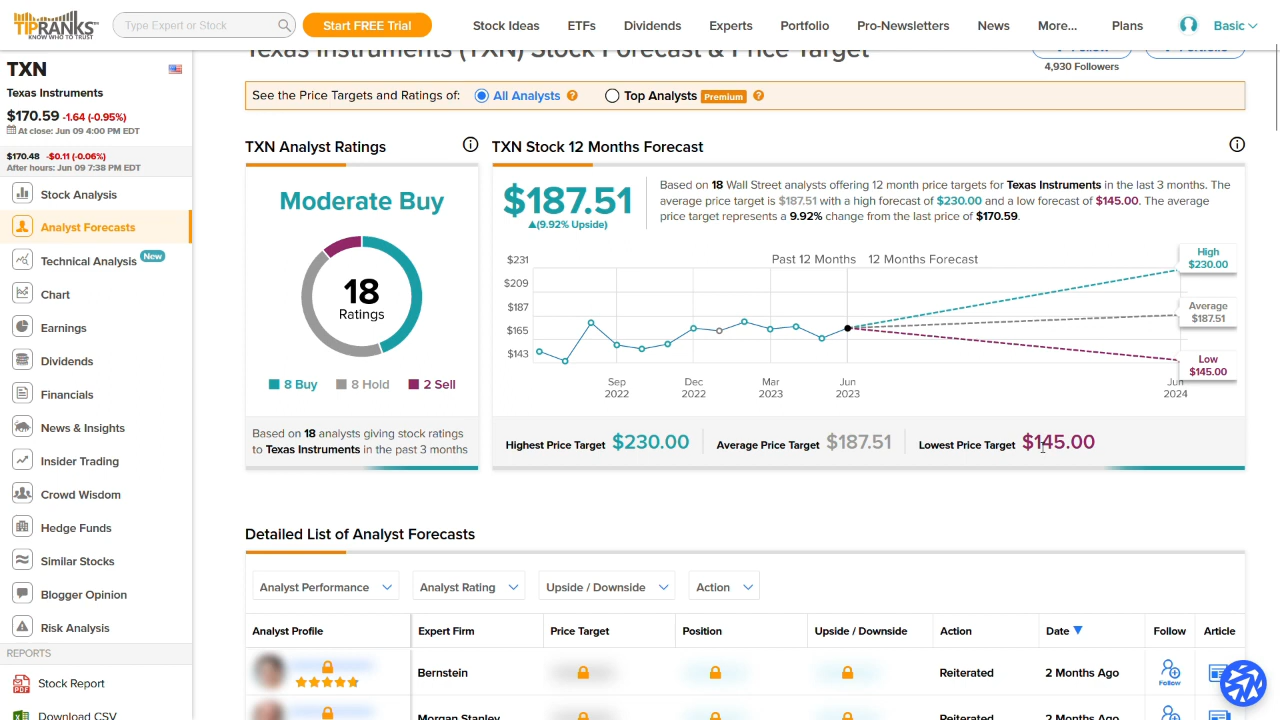 TIPRANKS
KNOW WHO TO TRUST
Type Expert or Stock
Start FREE Trial
Stock Ideas
ETFs
Dividends
Experts
Portfolio
Pro-Newsletters
News
More...
Plans
Basic
TXN
Texas Instruments
$170.59 -1.64 (-0.95%)
At close: Jun 09 4:00 PM EDT
$170.48 -$0.11 (-0.06%)
After hours: Jun 09 7:38 PM EDT
Stock Analysis
Analyst Forecasts
Technical Analysis New
Chart
Earnings
Dividends
Financials
News & Insights
Insider Trading
Crowd Wisdom
Hedge Funds
Similar Stocks
Blogger Opinion
Risk Analysis
REPORTS
PDF Stock Report
Download CSV
Texas Instruments (TXN) Stock Forecast & Price Target
4,930 Followers
See the Price Targets and Ratings of: All Analysts ? Top Analysts Premium ?
TXN Analyst Ratings
Moderate Buy
18
Ratings
8 Buy 8 Hold 2 Sell
Based on 18 analysts giving stock ratings
to Texas Instruments in the past 3 months
TXN Stock 12 Months Forecast
$187.51
▲(9.92% Upside)
Based on 18 Wall Street analysts offering 12 month price targets for Texas Instruments in the last 3 months. The
average price target is $187.51 with a high forecast of $230.00 and a low forecast of $145.00. The average
price target represents a 9.92% change from the last price of $170.59.
Past 12 Months 12 Months Forecast
$231
$209
$187
$165
$143
Sep
2022
Dec
2022
Mar
2023
Jun
2023
Jun
2024
High
$230.00
Average
$187.51
Low
$145.00
Highest Price Target $230.00 Average Price Target $187.51 Lowest Price Target $145.00
Detailed List of Analyst Forecasts
Analyst Performance Analyst Rating Upside / Downside Action
Analyst Profile Expert Firm Price Target Position Upside / Downside Action Date Follow Article
Bernstein Reiterated 2 Months Ago Follow
Morgan Stanley Reiterated 2 Months Ago